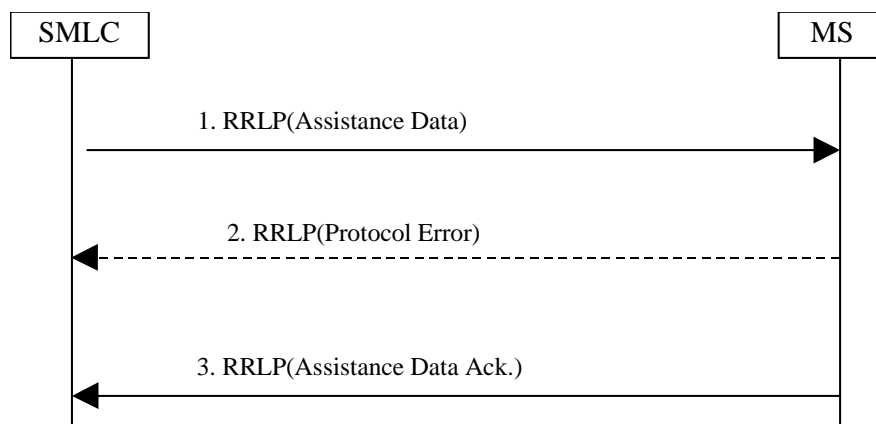 SMLC
MS
1. RRLP(Assistance Data)
2. RRLP(Protocol Error)
3. RRLP(Assistance Data Ack.)